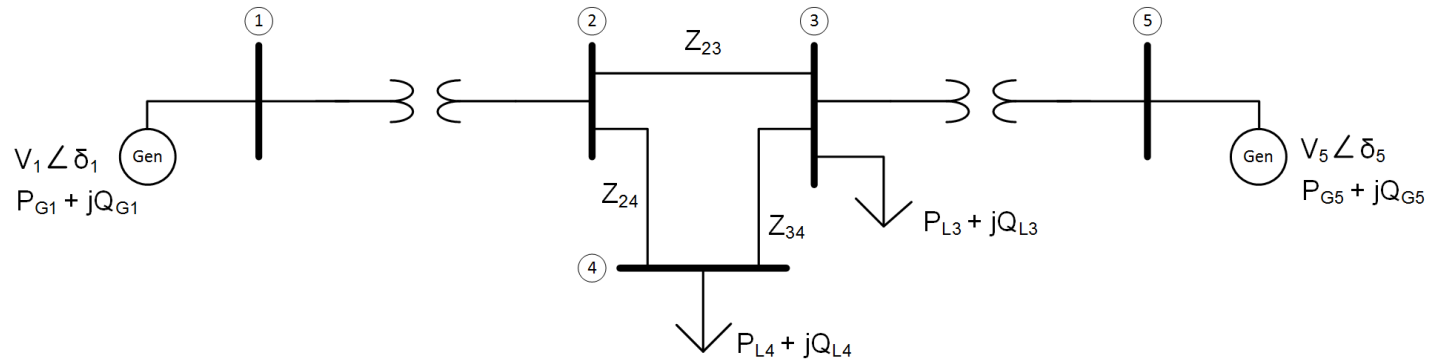 1
2
3
5
Z23
Gen
V1∠δ1
PG1 + jQG1
Gen
V5∠δ5
PG5 + jQG5
Z24
Z34
PL3 + jQL3
4
PL4 + jQL4